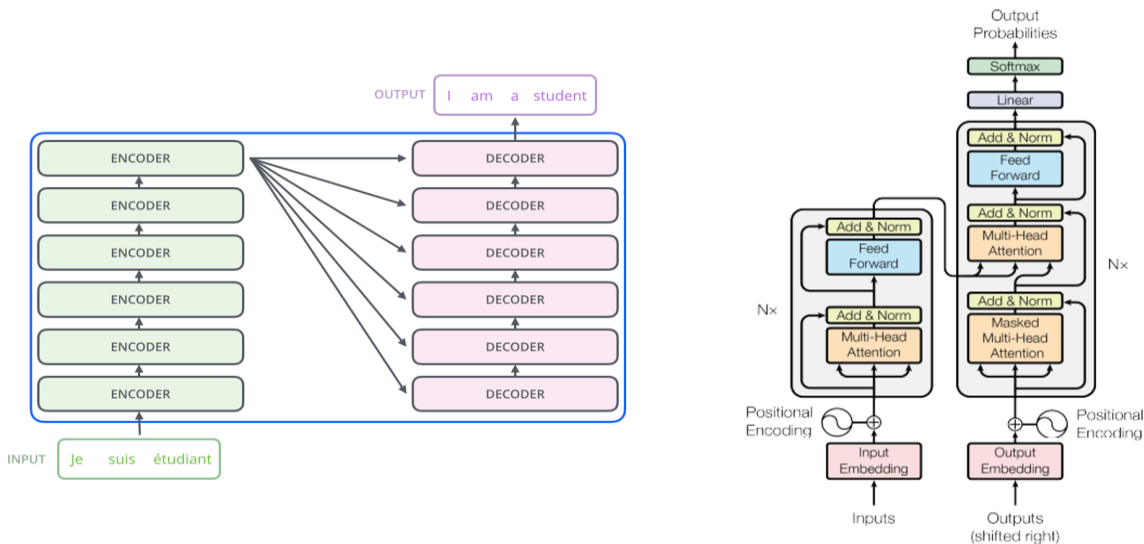 OUTPUT
I am a student
ENCODER
ENCODER
ENCODER
ENCODER
ENCODER
ENCODER
DECODER
DECODER
DECODER
DECODER
DECODER
DECODER
INPUT
Je suis étudiant
Output
Probabilities
Softmax
Linear
Add & Norm
Feed
Forward
Add & Norm
Multi-Head
Attention
Add & Norm
Masked
Multi-Head
Attention
N×
Add & Norm
Feed
Forward
Add & Norm
Multi-Head
Attention
N×
Positional
Encoding
Positional
Encoding
Input
Embedding
Output
Embedding
Inputs
Outputs
(shifted right)